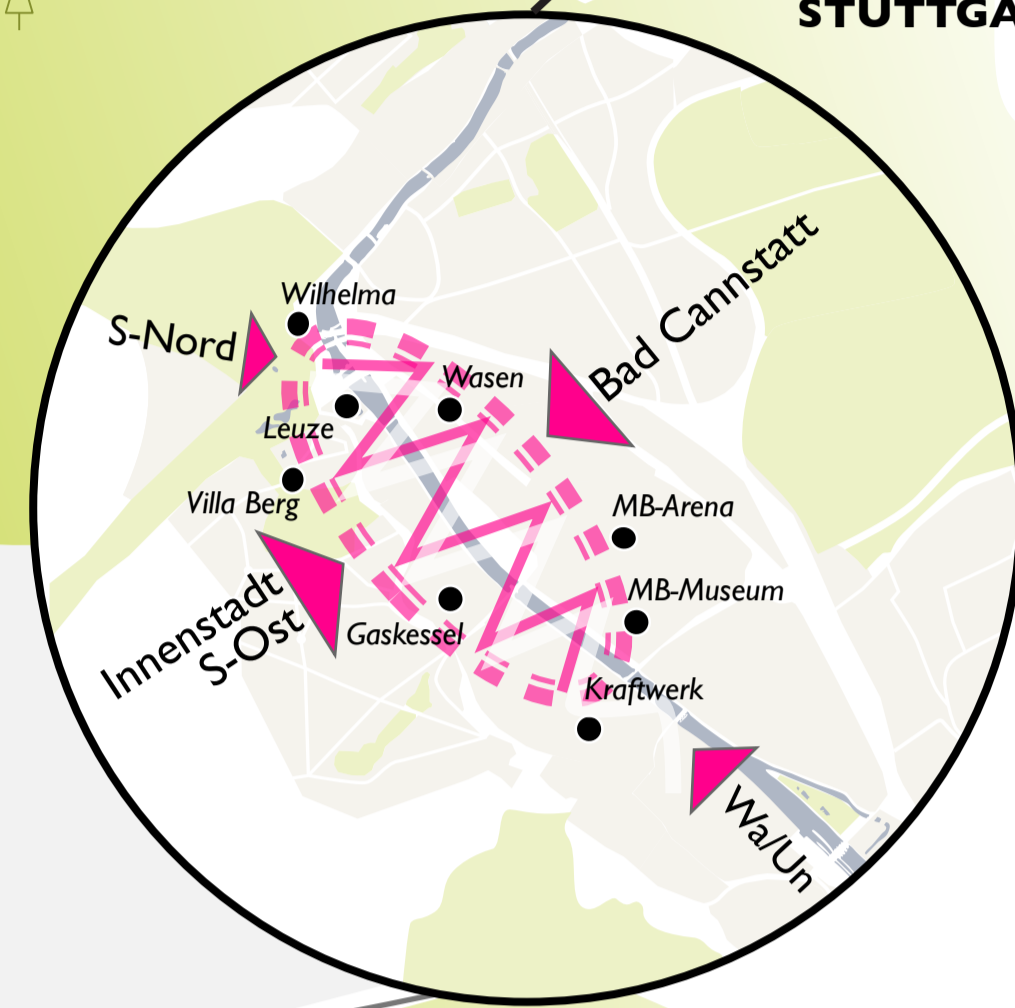 STUTTGA
Wilhelma
S-Nord
Bad Cannstatt
Wasen
Leuze
Villa Berg
MB-Arena
MB-Museum
Innenstadt
S-Ost
Gaskessel
Kraftwerk
Wa/Un